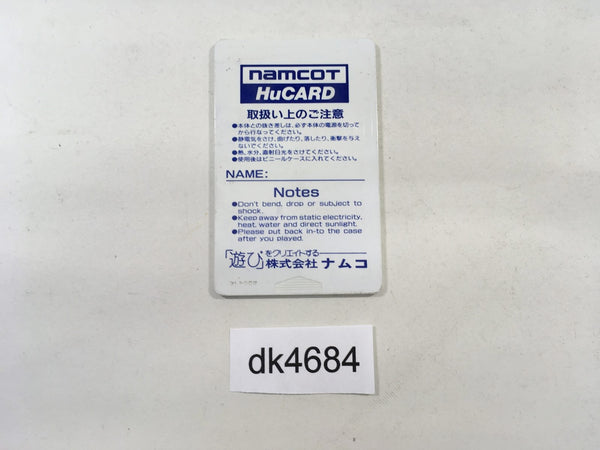 namcoT
HuCARD
取扱い上のご注意
●本体との抜き差しは、必ず本体の電源を切って
から行なってください。
●静電気をさけ、曲げたり、落したり、衝撃を与え
ないでください。
●熱、水分、直射日光をさけてください。
●使用後はビニールケースに入れてください。
NAME:
Notes
●Don't bend, drop or subject to
shock.
●Keep away from static electricity,
heat, water and direct sunlight.
●Please put back in-to the case
after you played.
「遊び」をクリエイトする
株式会社 ナムコ
dk4684